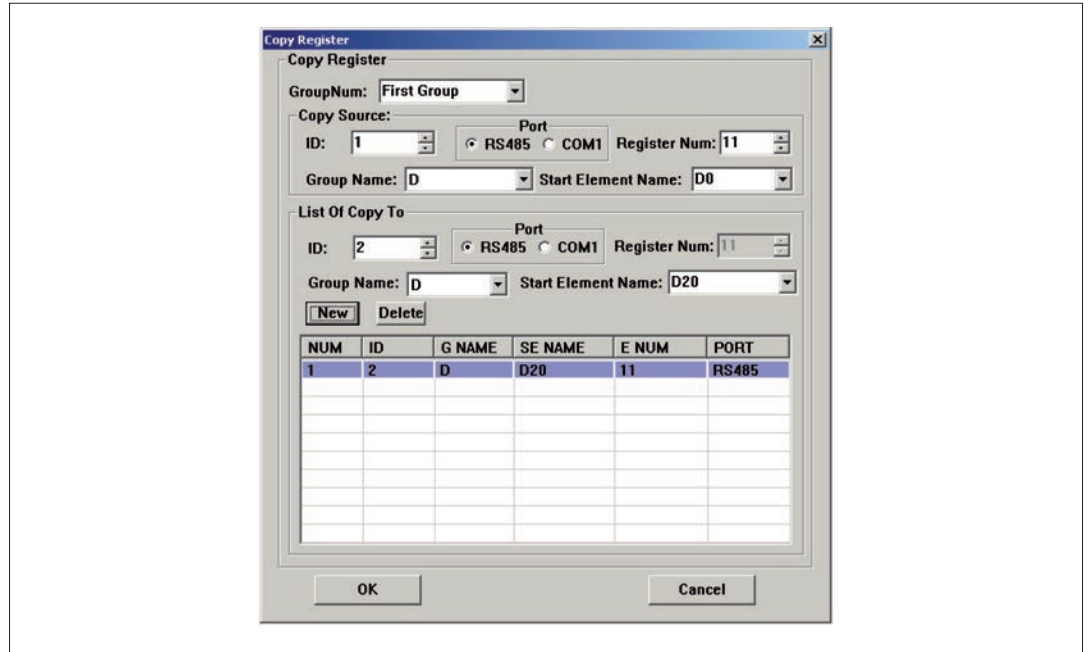 Copy Register
Copy Register
GroupNum: First Group
Copy Source:
Port
ID: 1 RS485 COM1 Register Num: 11
Group Name: D Start Element Name: D0
List Of Copy To
Port
ID: 2 RS485 COM1 Register Num: 11
Group Name: D Start Element Name: D20
New Delete
NUM ID G NAME SE NAME E NUM PORT
1 2 D D20 11 RS485
OK Cancel